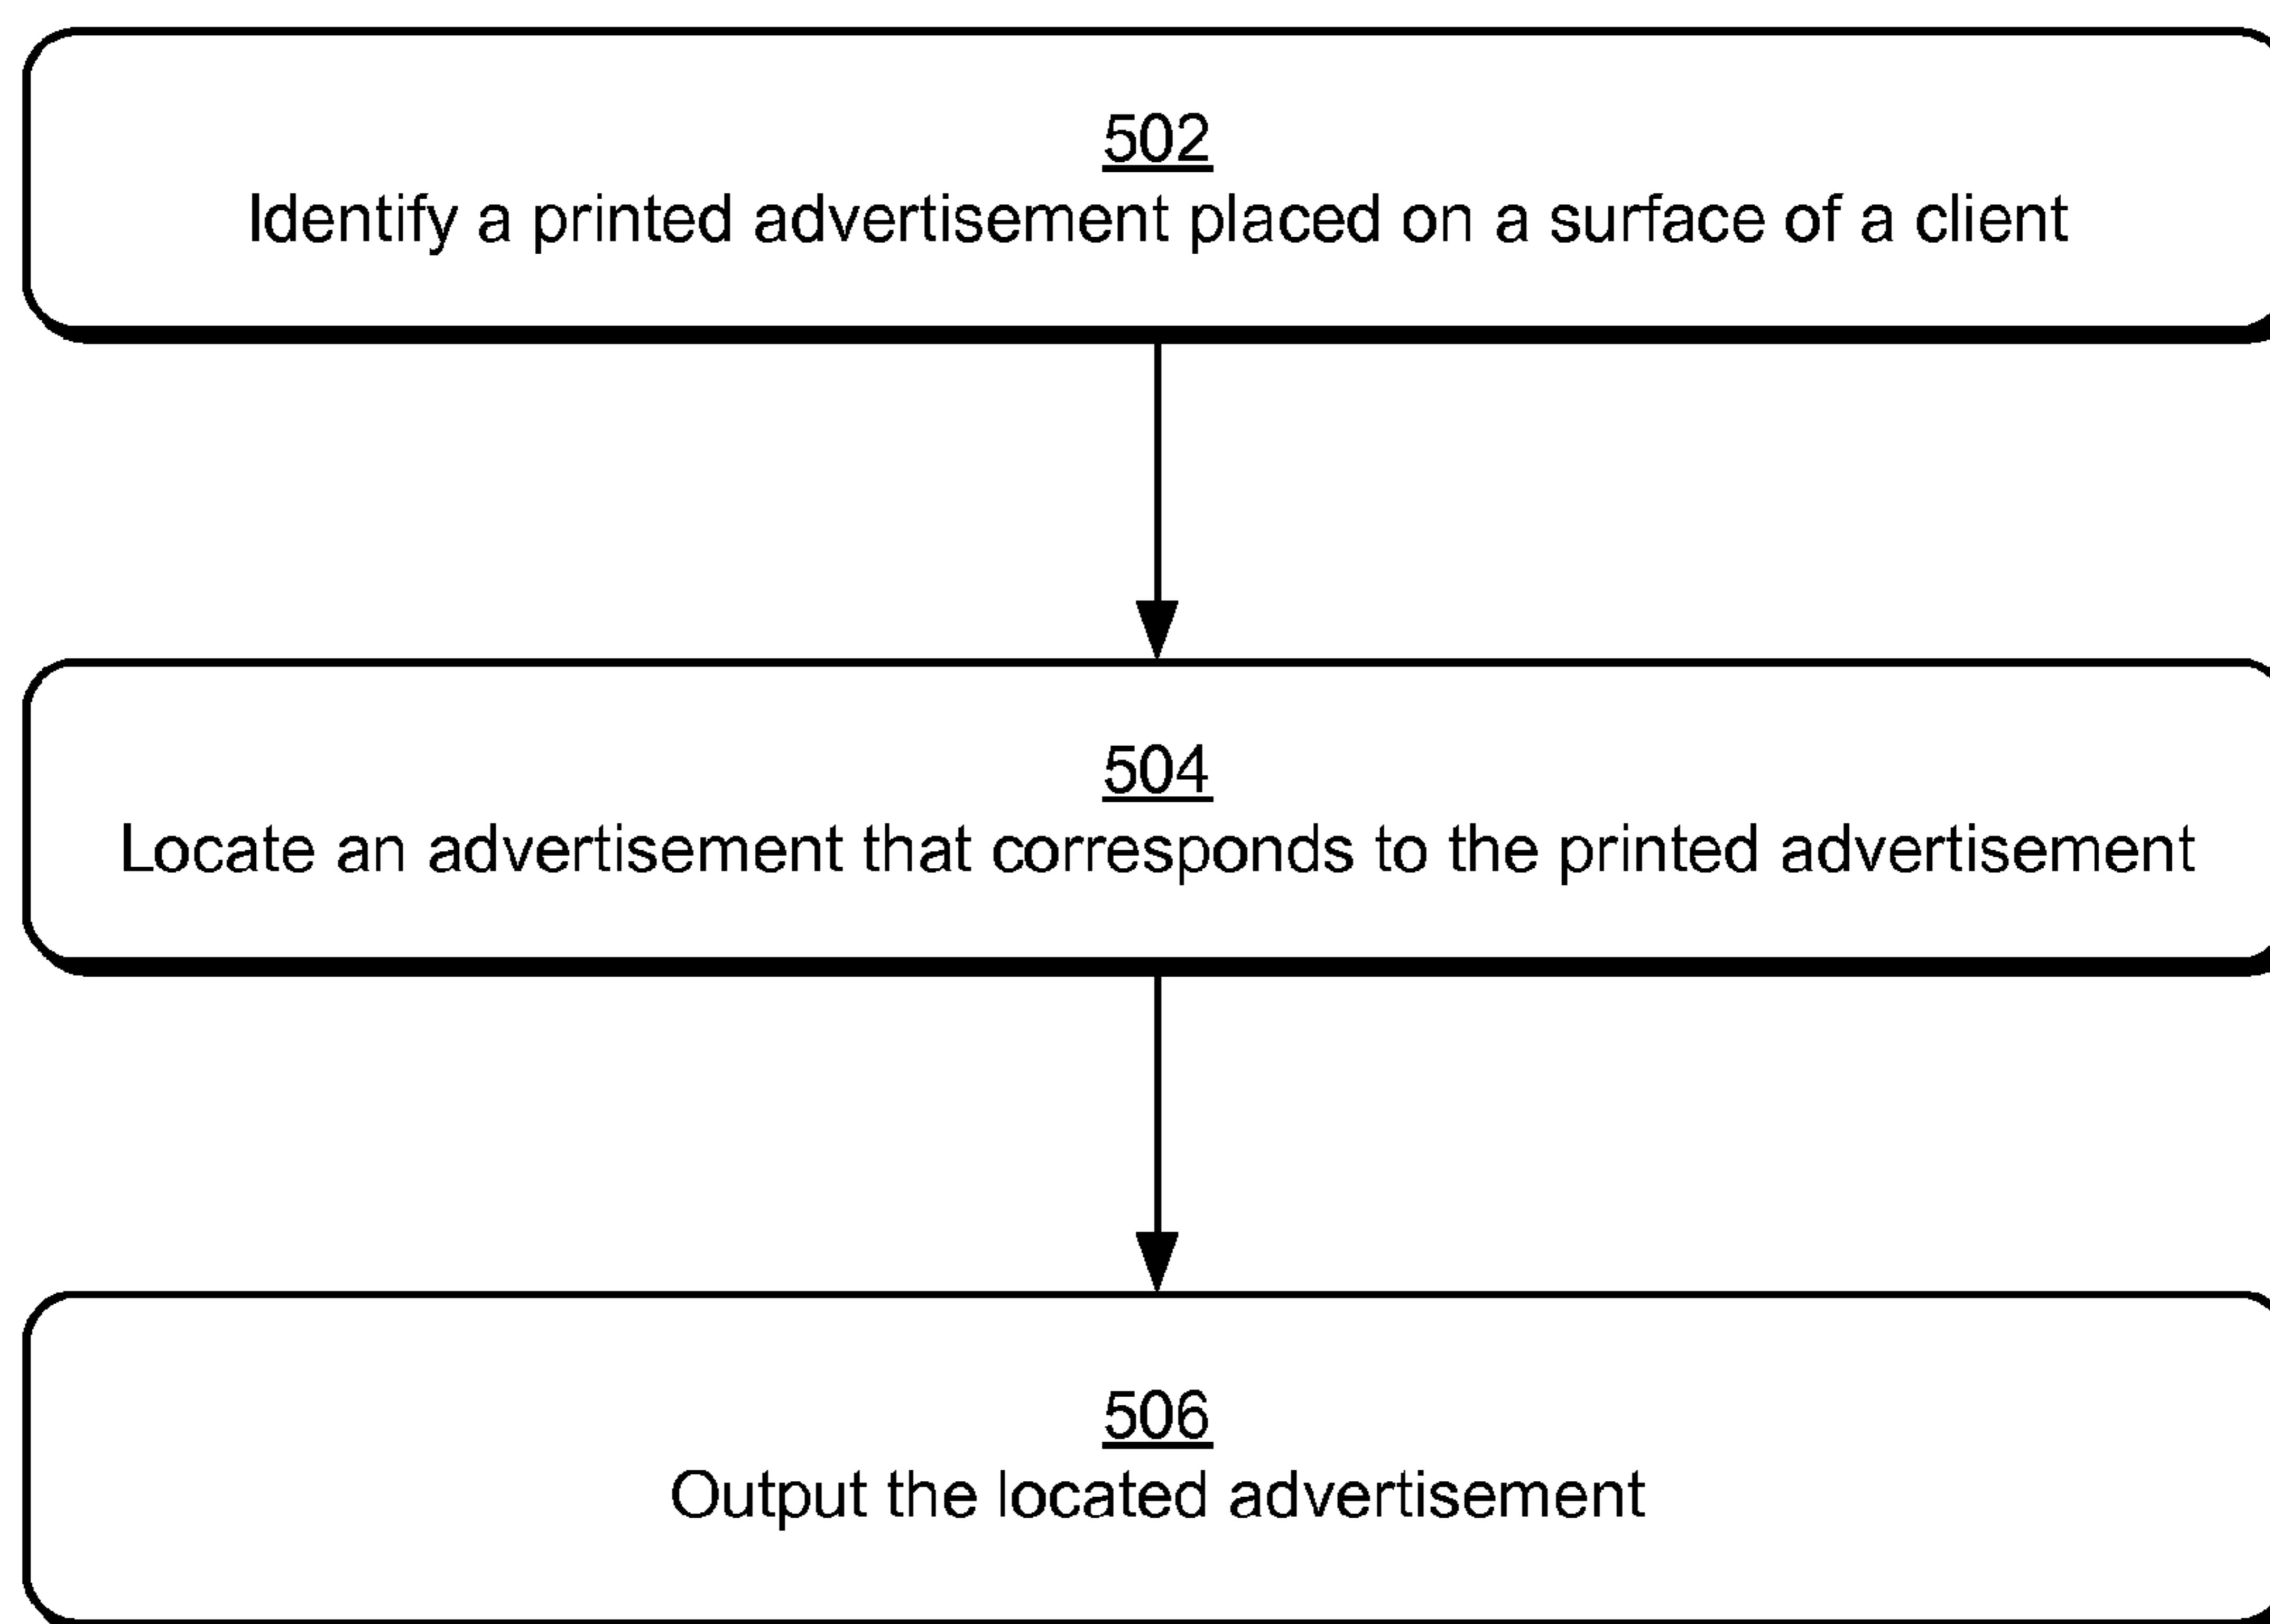 502
Identify a printed advertisement placed on a surface of a client
504
Locate an advertisement that corresponds to the printed advertisement
506
Output the located advertisement